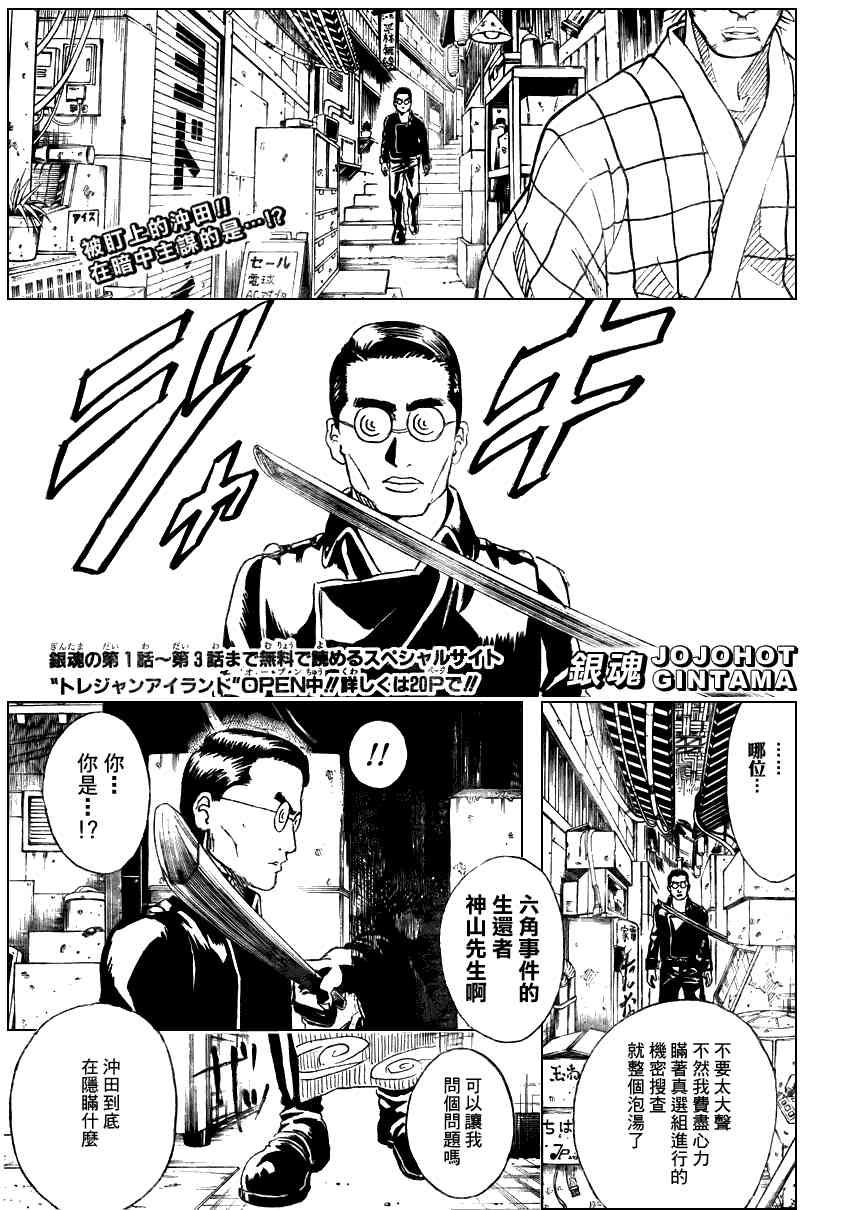 ヨドバ
アイス
被盯上的沖田!!
在暗中主謀的是…!?
セール
電球
ジャキ
銀魂の第1話～第3話まで無料で読めるスペシャルサイト
"トレジャンアイランド"OPEN中!!詳しくは20Pで!!
銀魂
JOJOHOT
GINTAMA
……
哪位…
不要太大聲
不然我費盡心力
瞞著真選組進行的
機密搜查
就整個泡湯了
!!
你…
你是…!?
六角事件的
生還者
神山先生啊
可以讓我
問個問題嗎
沖田到底
在隱瞞什麼